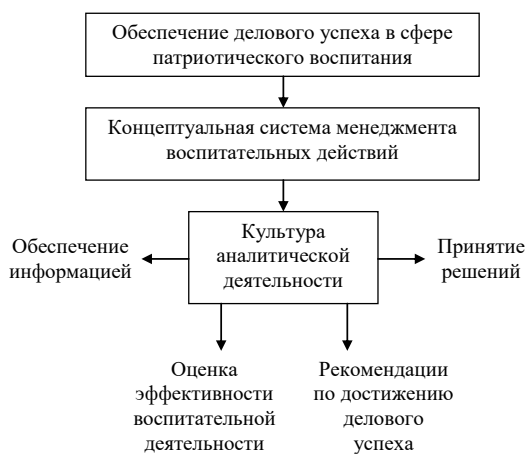 Обеспечение делового успеха в сфере
патриотического воспитания
Концептуальная система менеджмента
воспитательных действий
Культура
аналитической
деятельности
Обеспечение
информацией
Принятие
решений
Оценка
эффективности
воспитательной
деятельности
Рекомендации
по достижению
делового
успеха